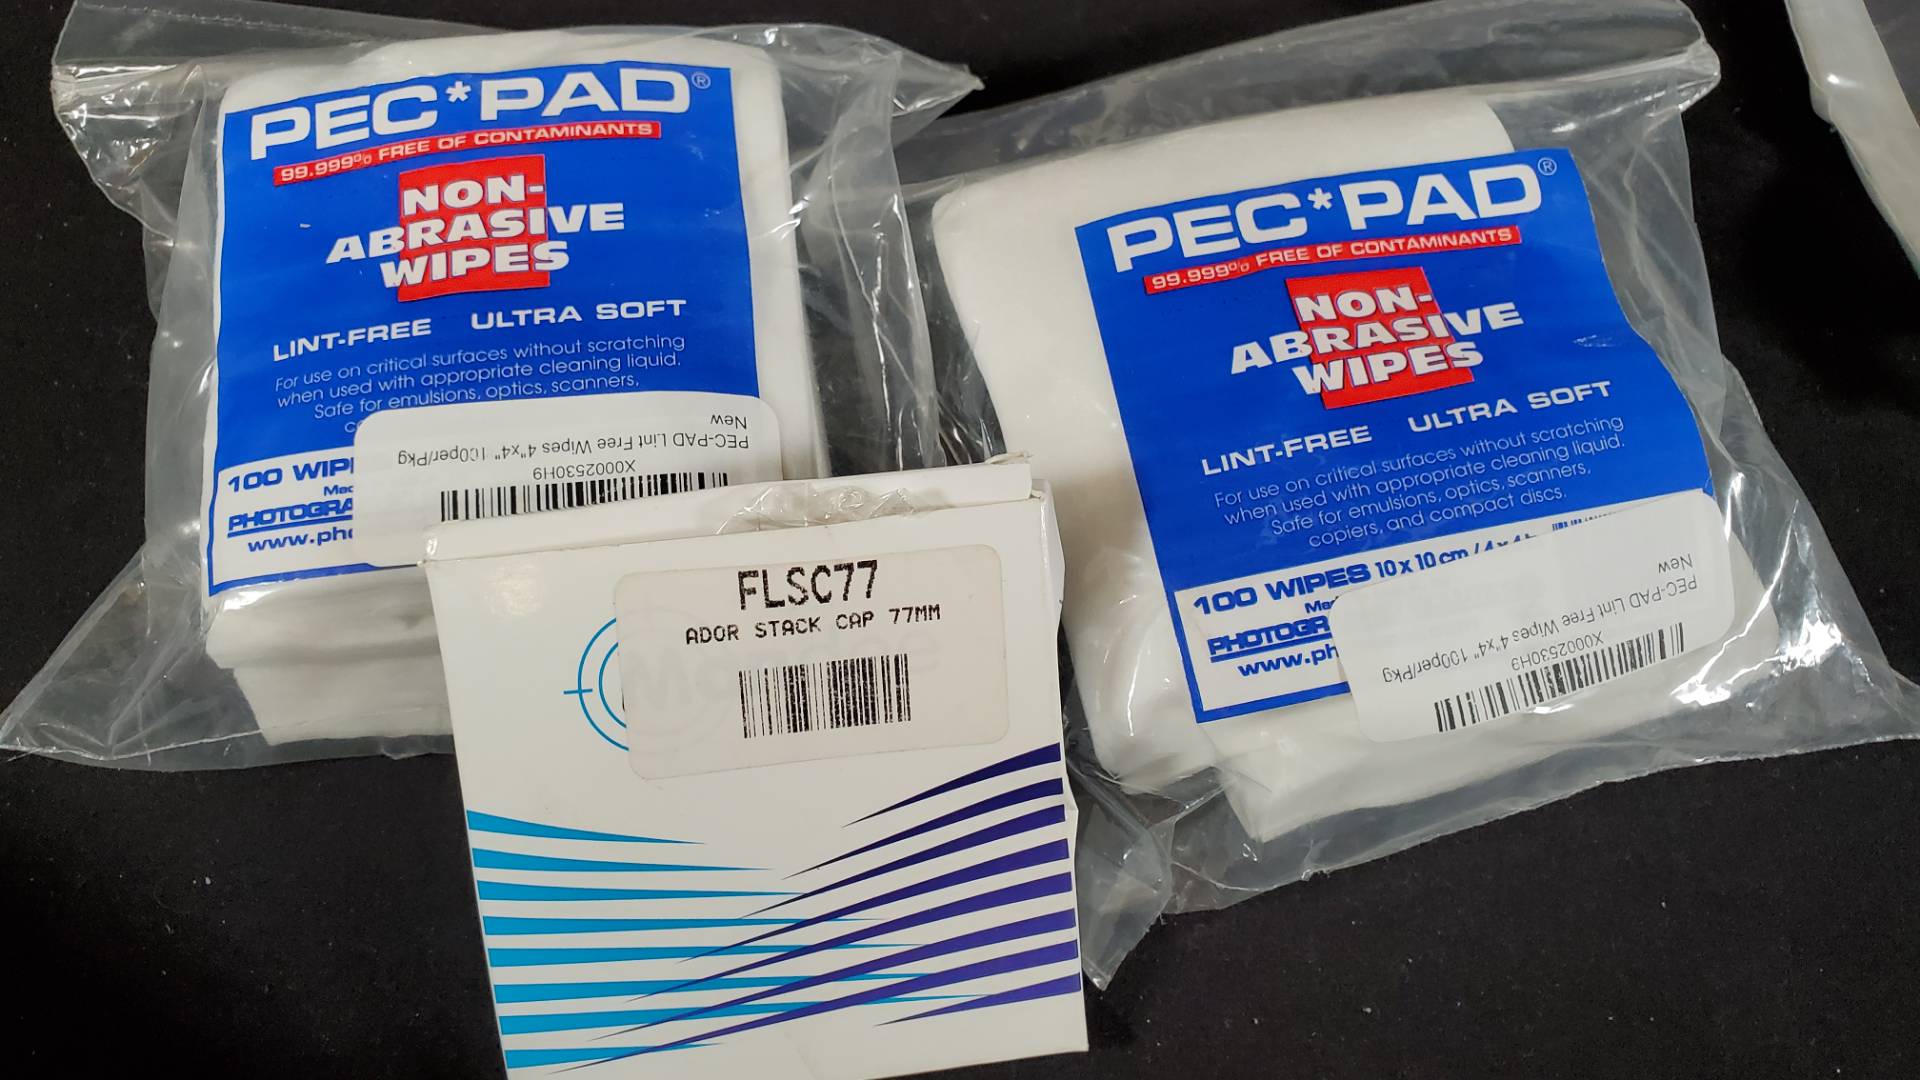 PEC*PAD®
99.999% FREE OF CONTAMINANTS
NON-
ABRASIVE
WIPES
LINT-FREE ULTRA SOFT
For use on critical surfaces without scratching
when used with appropriate cleaning liquid.
Safe for emulsions, optics, scanners,
100
www.
PEC-PAD Lint Free Wipes 4"x4" 100per/Pkg
New
X0002530H9
PEC*PAD®
99.999% FREE OF CONTAMINANTS
NON-
ABRASIVE
WIPES
LINT-FREE ULTRA SOFT
For use on critical surfaces without scratching
when used with appropriate cleaning liquid.
Safe for emulsions, optics, scanners,
copiers, and compact discs.
100 WIPES 10 x 10 cm / 4 x 4
www.
PEC-PAD Lint Free Wipes 4"x4" 100per/Pkg
New
X0002530H9
FLSC77
ADOR STACK CAP 77MM